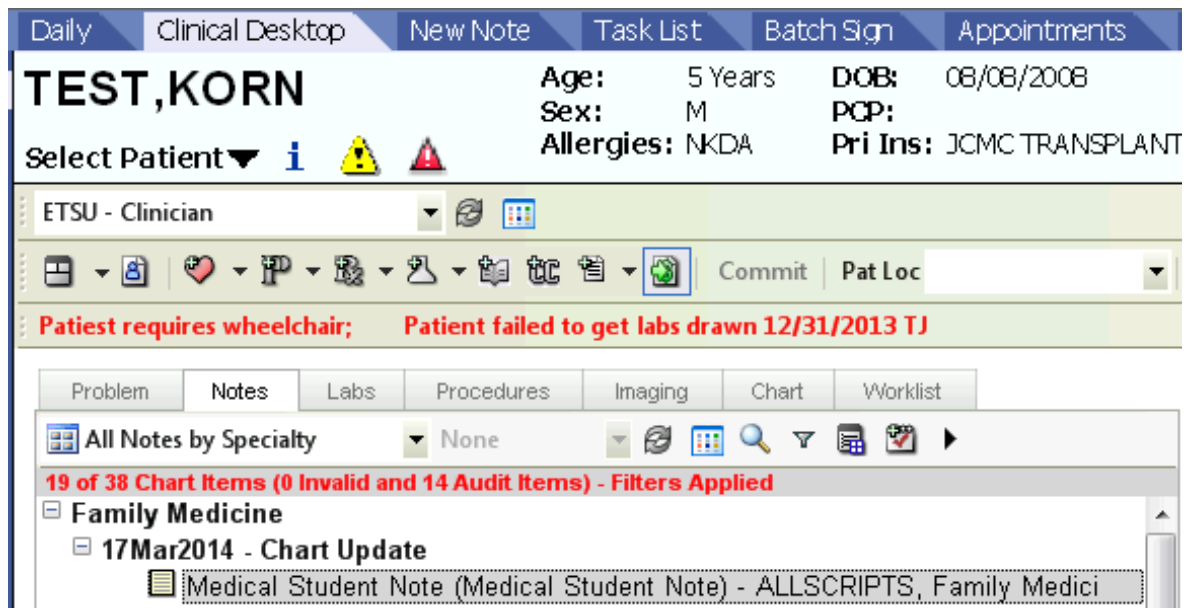 Daily Clinical Desktop New Note Task List Batch Sign Appointments
TEST,KORN
Age: 5 Years DOB: 08/08/2008
Sex: M PCP:
Allergies: NKDA Pri Ins: JCMC TRANSPLANT
Select Patient i
ETSU - Clinician
Commit Pat Loc
Patiest requires wheelchair; Patient failed to get labs drawn 12/31/2013 TJ
Problem Notes Labs Procedures Imaging Chart Worklist
All Notes by Specialty None
19 of 38 Chart Items (0 Invalid and 14 Audit Items) - Filters Applied
Family Medicine
17Mar2014 - Chart Update
Medical Student Note (Medical Student Note) - ALLSCRIPTS, Family Medici